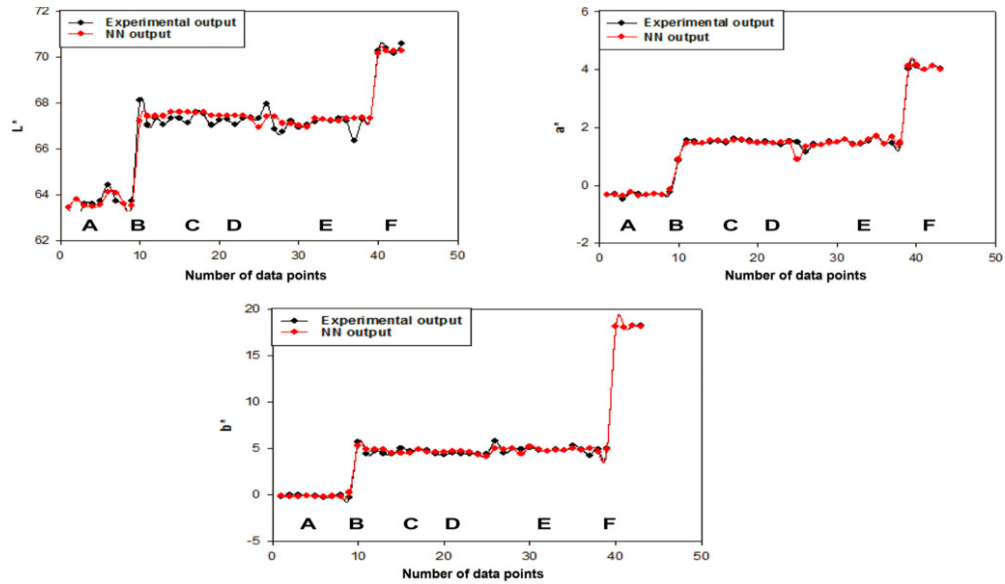 72
70
68
66
64
62
L*
Experimental output
NN output
A B C D E F
0 10 20 30 40 50
Number of data points
6
4
2
0
-2
a*
Experimental output
NN output
A B C D E F
0 10 20 30 40 50
Number of data points
20
15
10
5
0
-5
b*
Experimental output
NN output
A B C D E F
0 10 20 30 40 50
Number of data points